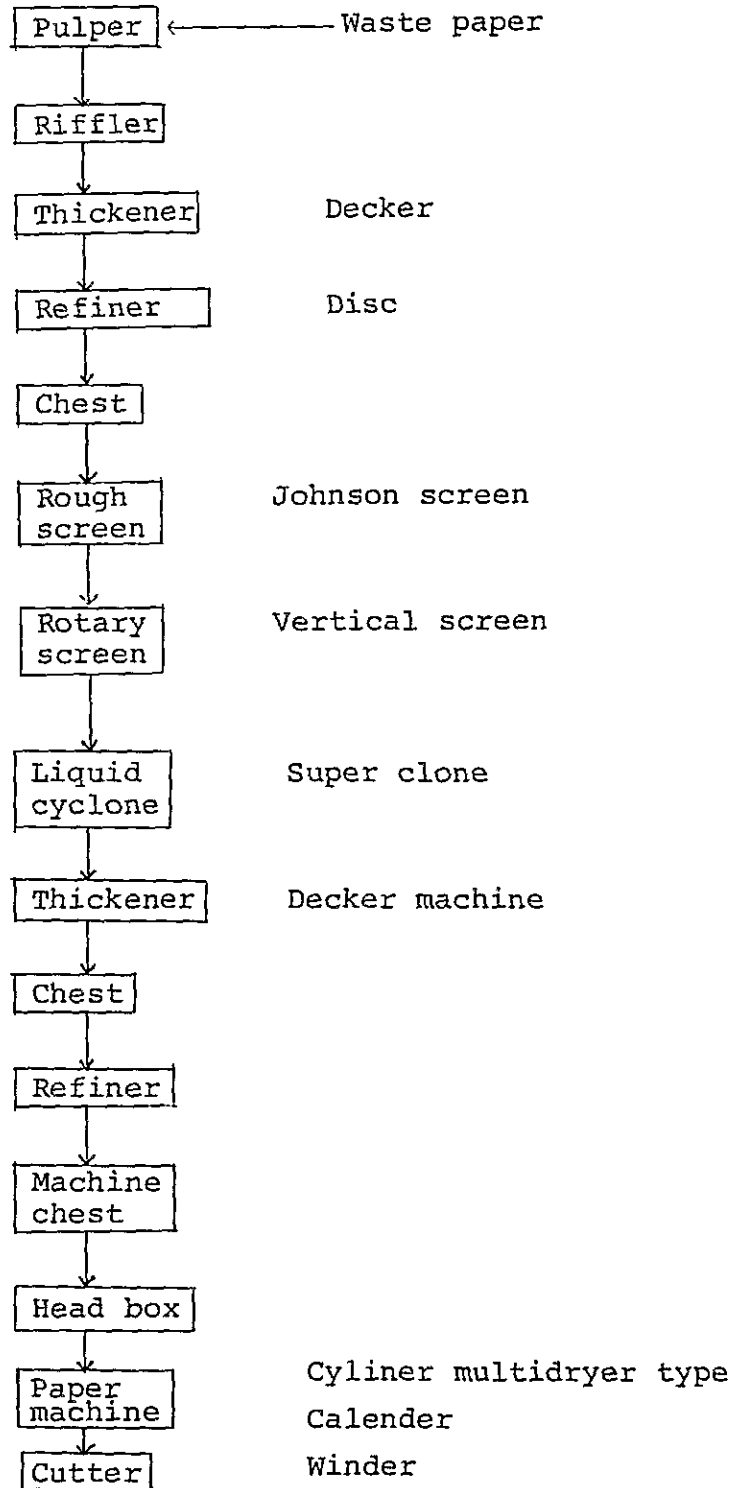 Pulper Waste paper
Riffler
Thickener Decker
Refiner Disc
Chest
Rough Johnson screen
screen
Rotary Vertical screen
screen
Liquid Super clone
cyclone
Thickener Decker machine
Chest
Refiner
Machine
chest
Head box
Paper Cyliner multidryer type
machine Calender
Cutter Winder